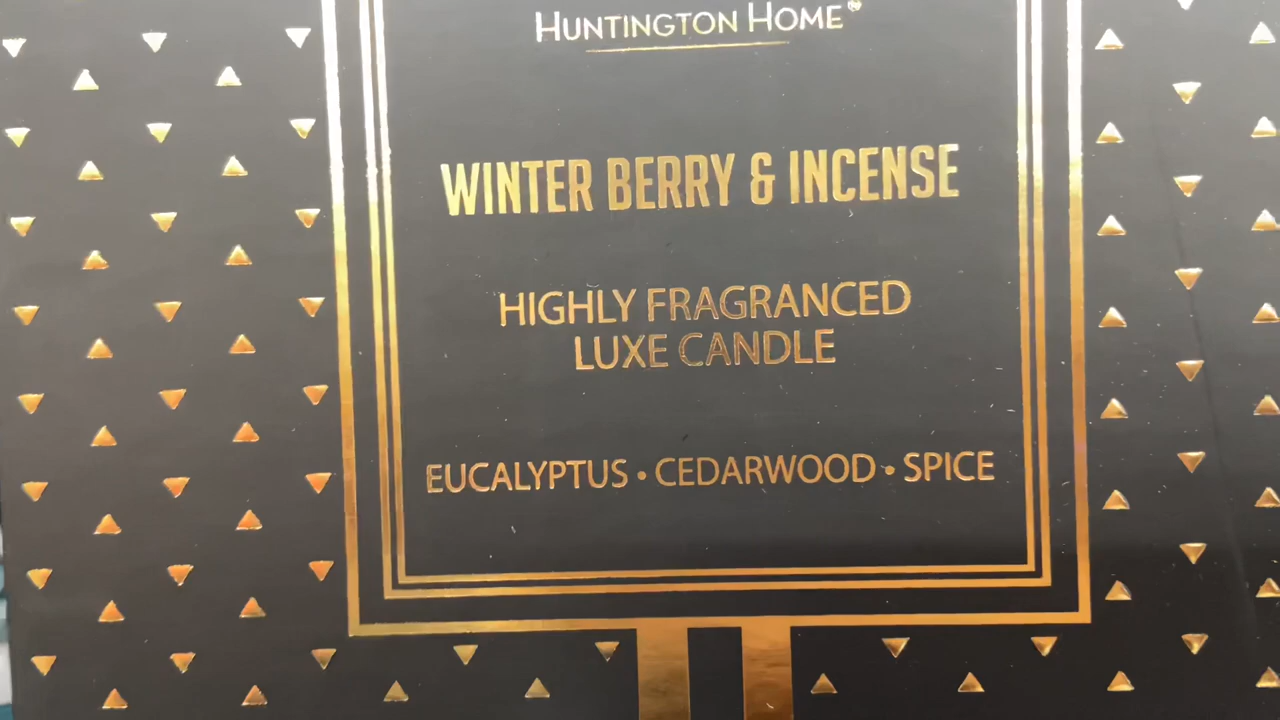 HUNTINGTON HOME®
WINTER BERRY & INCENSE
HIGHLY FRAGRANCED
LUXE CANDLE
EUCALYPTUS • CEDARWOOD • SPICE